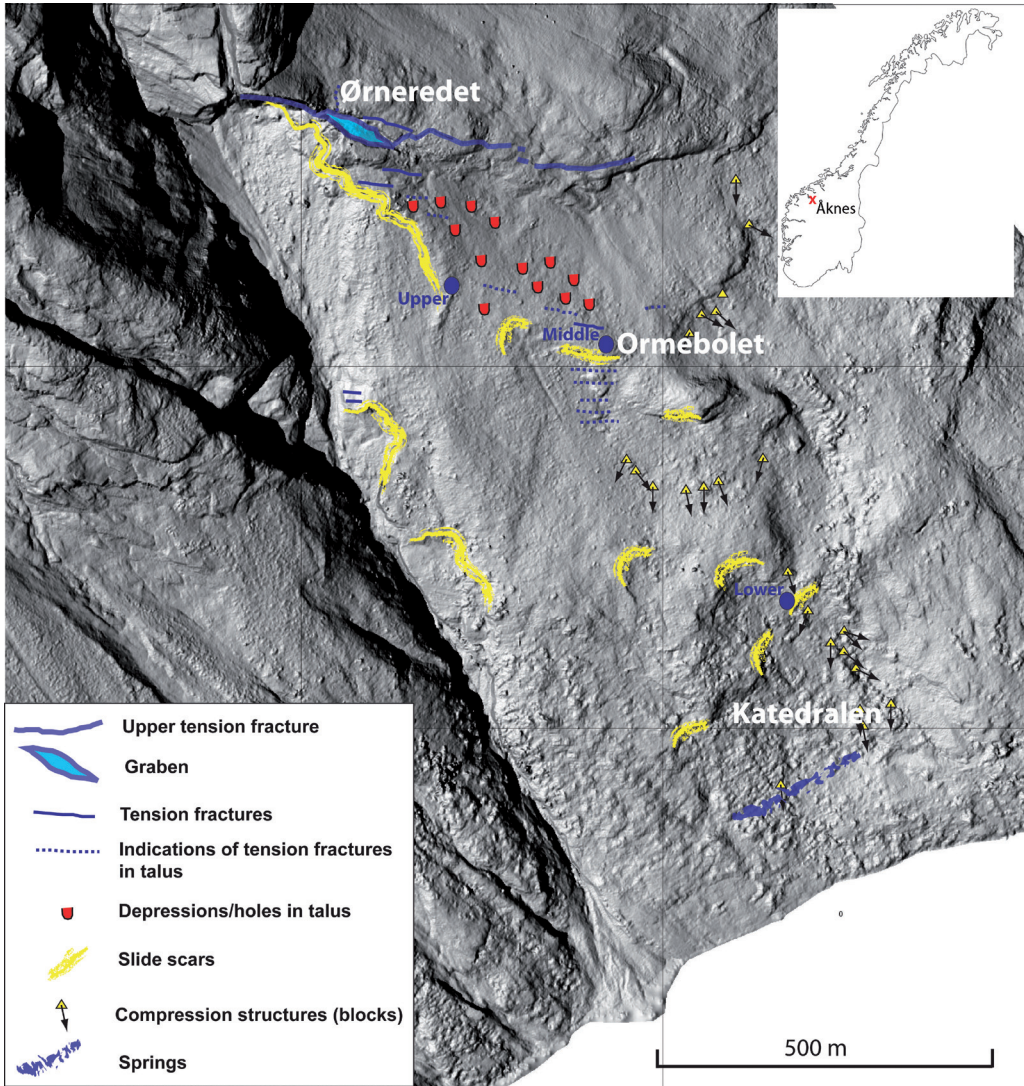 Ørneredet
x
Åknes
Upper
Middle
Ormebolet
Lower
Katedralen
Upper tension fracture
Graben
Tension fractures
Indications of tension fractures
in talus
Depressions/holes in talus
Slide scars
Compression structures (blocks)
Springs
0
500 m